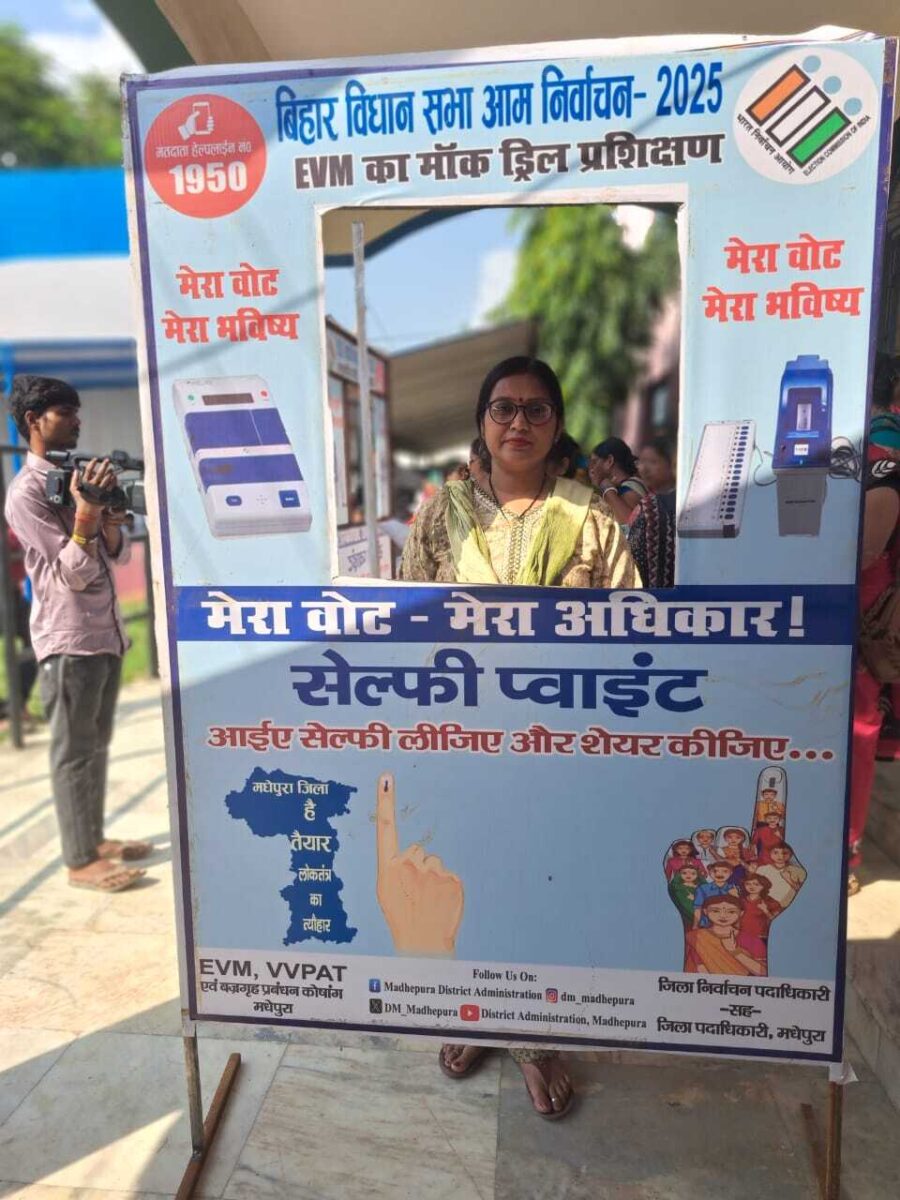 मतदाता हेल्पलाईन न०
1950
बिहार विधान सभा आम निर्वाचन- 2025
EVM का मॉक ड्रिल प्रशिक्षण
भारत निर्वाचन आयोग
ELECTION COMMISSION OF INDIA
मेरा वोट
मेरा भविष्य
मेरा वोट
मेरा भविष्य
मेरा वोट - मेरा अधिकार!
सेल्फी प्वाइंट
आईए सेल्फी लीजिए और शेयर कीजिए...
मधेपुरा जिला
है
तैयार
लोकतंत्र
का
त्यौहार
EVM, VVPAT
एवं बज्रगृह प्रबंधन कोषांग
मधेपुरा
Follow Us On:
Madhepura District Administration dm_madhepura
DM_Madhepura District Administration, Madhepura
जिला निर्वाचन पदाधिकारी
-सह-
जिला पदाधिकारी, मधेपुरा